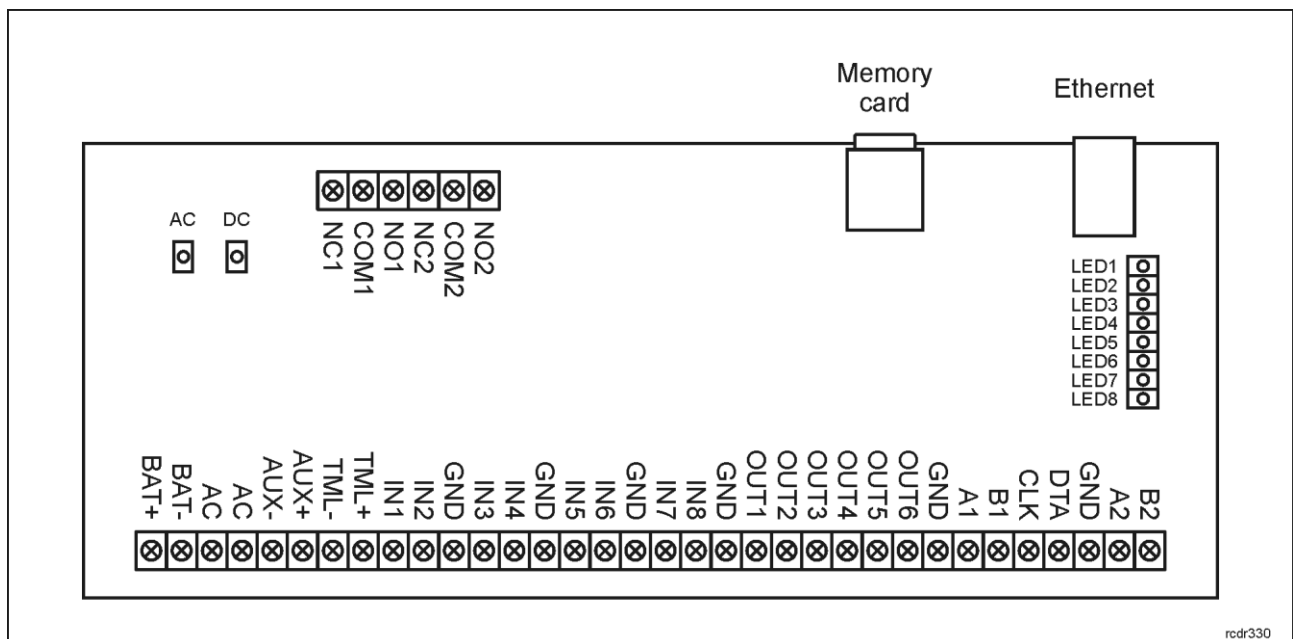 Memory
card
Ethernet
AC DC
NC1
COM1
NO1
NC2
COM2
NO2
LED1
LED2
LED3
LED4
LED5
LED6
LED7
LED8
BAT+
BAT-
AC
AC
AUX-
AUX+
TML-
TML+
IN1
IN2
GND
IN3
IN4
GND
IN5
IN6
GND
IN7
IN8
GND
OUT1
OUT2
OUT3
OUT4
OUT5
OUT6
GND
A1
B1
CLK
DTA
GND
A2
B2
rcdr330